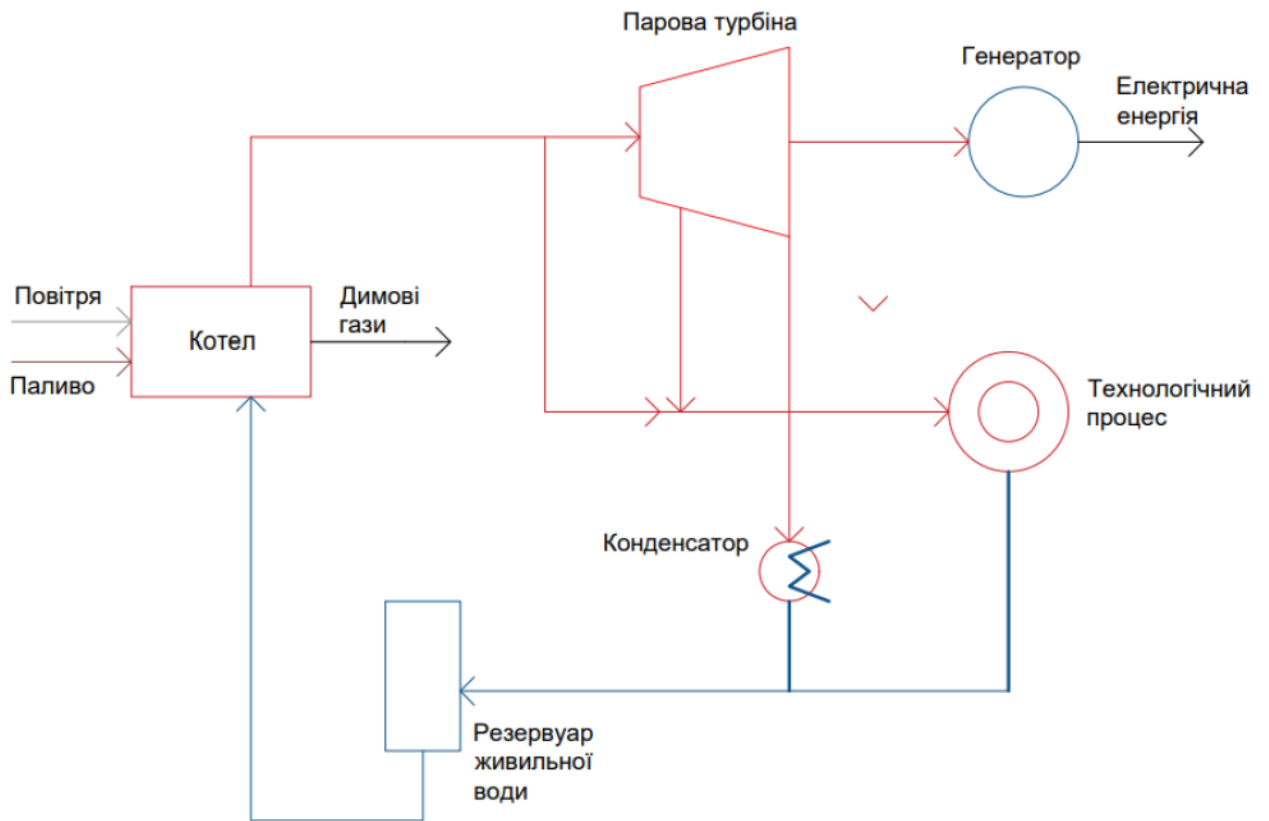 Парова турбіна
Генератор
Електрична
енергія
Повітря
Димові
гази
Котел
Паливо
Технологічний
процес
Конденсатор
Резервуар
живильної
води